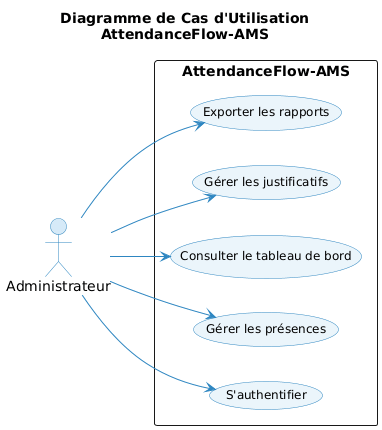 Diagramme de Cas d'Utilisation
AttendanceFlow-AMS
AttendanceFlow-AMS
Exporter les rapports
Gérer les justificatifs
Consulter le tableau de bord
Administrateur
Gérer les présences
S'authentifier